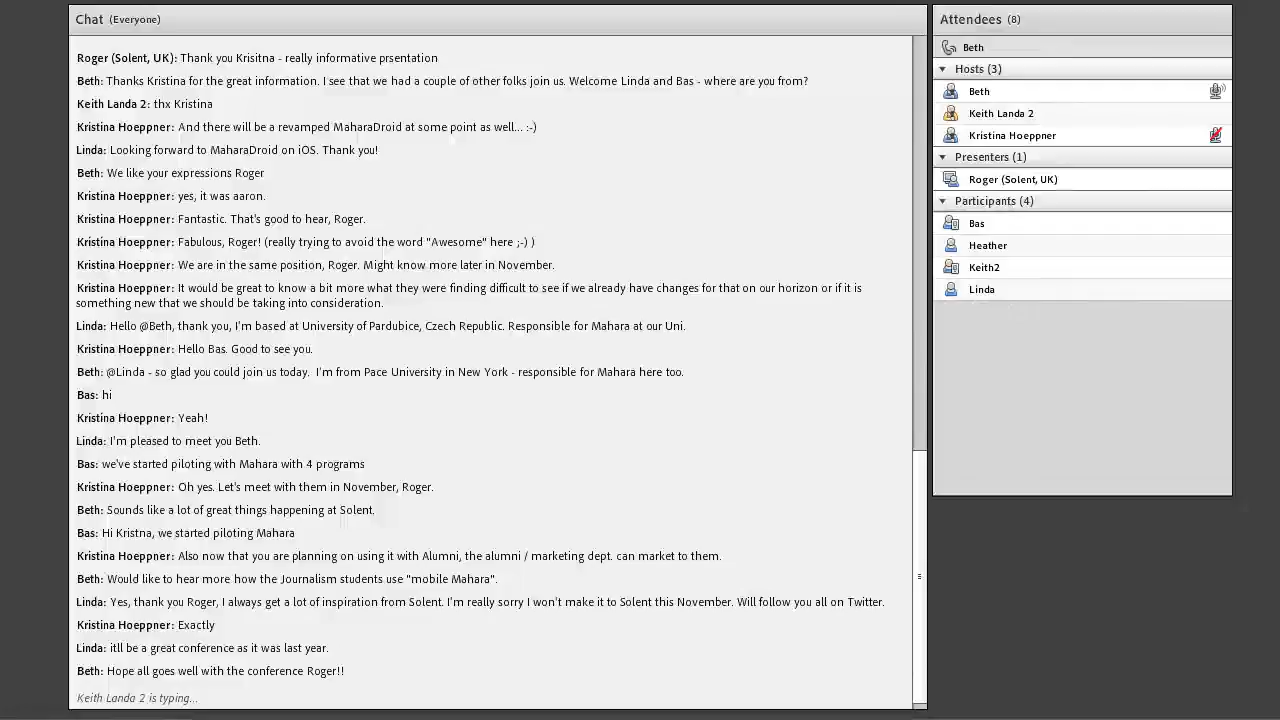 Chat (Everyone)
Roger (Solent, UK): Thank you Krisitna - really informative prsentation
Beth: Thanks Kristina for the great information. I see that we had a couple of other folks join us. Welcome Linda and Bas - where are you from?
Keith Landa 2: thx Kristina
Kristina Hoeppner: And there will be a revamped MaharaDroid at some point as well... :-)
Linda: Looking forward to MaharaDroid on iOS. Thank you!
Beth: We like your expressions Roger
Kristina Hoeppner: yes, it was aaron.
Kristina Hoeppner: Fantastic. That's good to hear, Roger.
Kristina Hoeppner: Fabulous, Roger! (really trying to avoid the word "Awesome" here ;-) )
Kristina Hoeppner: We are in the same position, Roger. Might know more later in November.
Kristina Hoeppner: It would be great to know a bit more what they were finding difficult to see if we already have changes for that on our horizon or if it is
something new that we should be taking into consideration.
Linda: Hello @Beth, thank you, I'm based at University of Pardubice, Czech Republic. Responsible for Mahara at our Uni.
Kristina Hoeppner: Hello Bas. Good to see you.
Beth: @Linda - so glad you could join us today. I'm from Pace University in New York - responsible for Mahara here too.
Bas: hi
Kristina Hoeppner: Yeah!
Linda: I'm pleased to meet you Beth.
Bas: we've started piloting with Mahara with 4 programs
Kristina Hoeppner: Oh yes. Let's meet with them in November, Roger.
Beth: Sounds like a lot of great things happening at Solent.
Bas: Hi Kristna, we started piloting Mahara
Kristina Hoeppner: Also now that you are planning on using it with Alumni, the alumni / marketing dept. can market to them.
Beth: Would like to hear more how the Journalism students use "mobile Mahara".
Linda: Yes, thank you Roger, I always get a lot of inspiration from Solent. I'm really sorry I won't make it to Solent this November. Will follow you all on Twitter.
Kristina Hoeppner: Exactly
Linda: itll be a great conference as it was last year.
Beth: Hope all goes well with the conference Roger!!
Keith Landa 2 is typing...
Attendees (8)
Beth
Hosts (3)
Beth
Keith Landa 2
Kristina Hoeppner
Presenters (1)
Roger (Solent, UK)
Participants (4)
Bas
Heather
Keith2
Linda